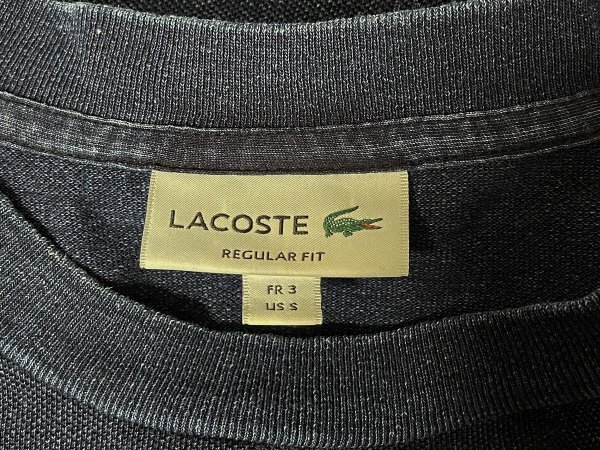 LACOSTE
REGULAR FIT
FR 3
US S